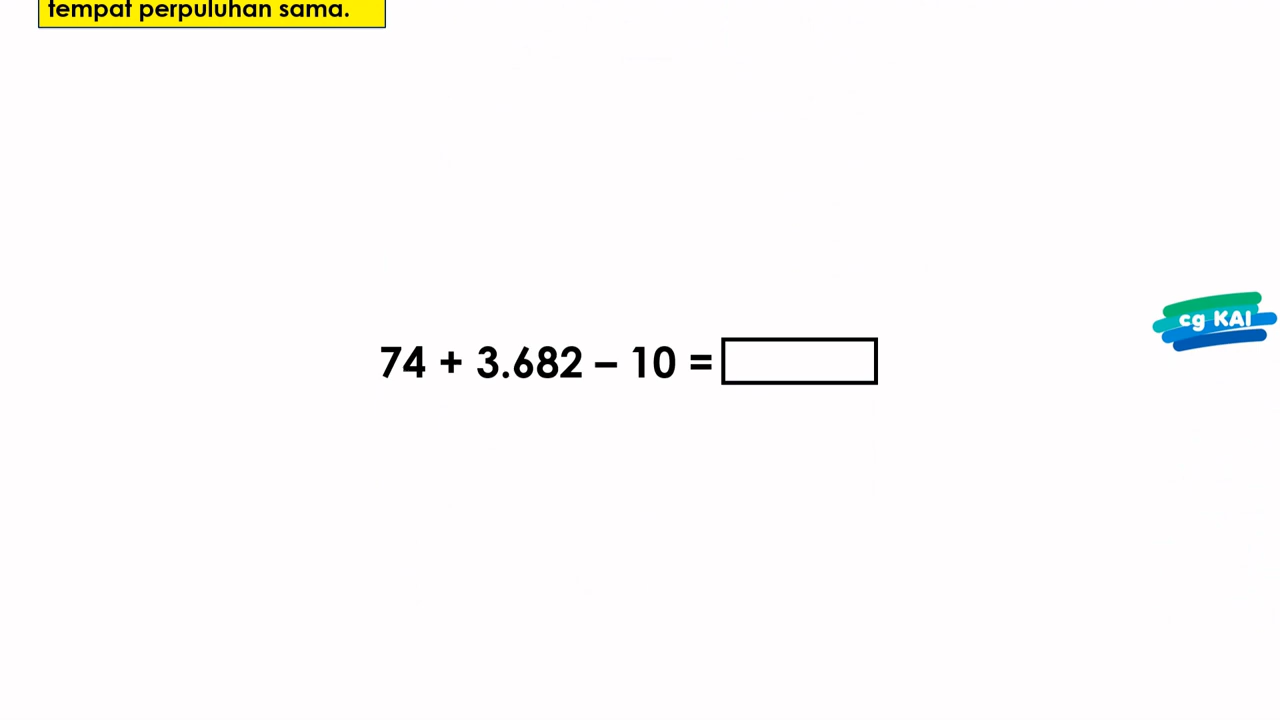 tempat perpuluhan sama.
cg KAI
74 + 3.682 – 10 =